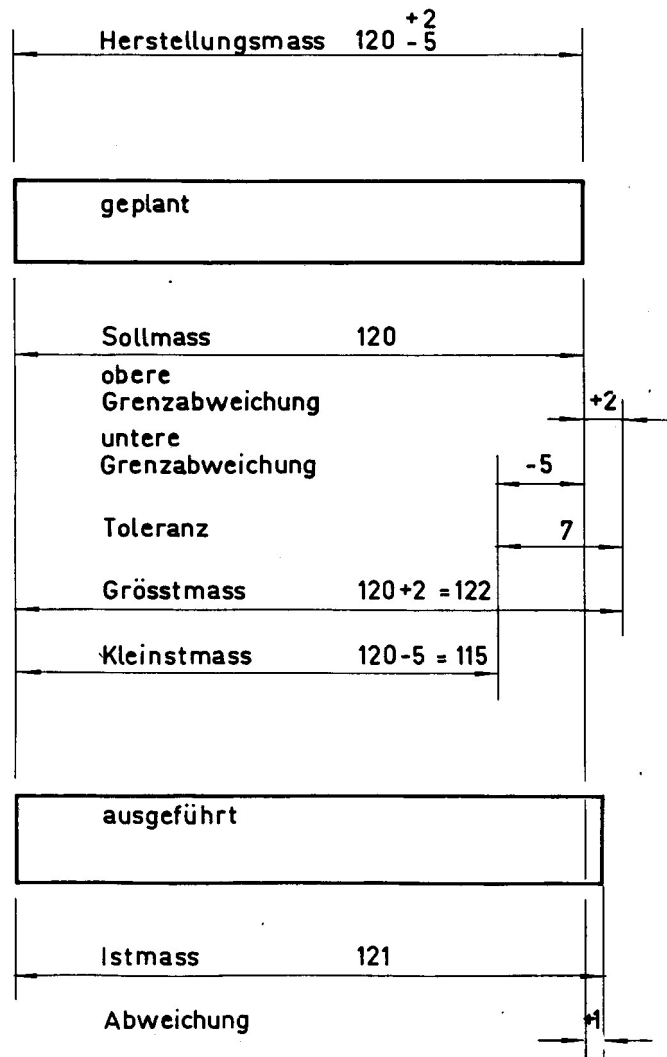 Herstellungsmass 120 +2 -5
geplant
Sollmass 120
obere
Grenzabweichung +2
untere
Grenzabweichung -5
Toleranz 7
Grösstmass 120+2 =122
Kleinstmass 120-5 = 115
ausgeführt
Istmass 121
Abweichung +1